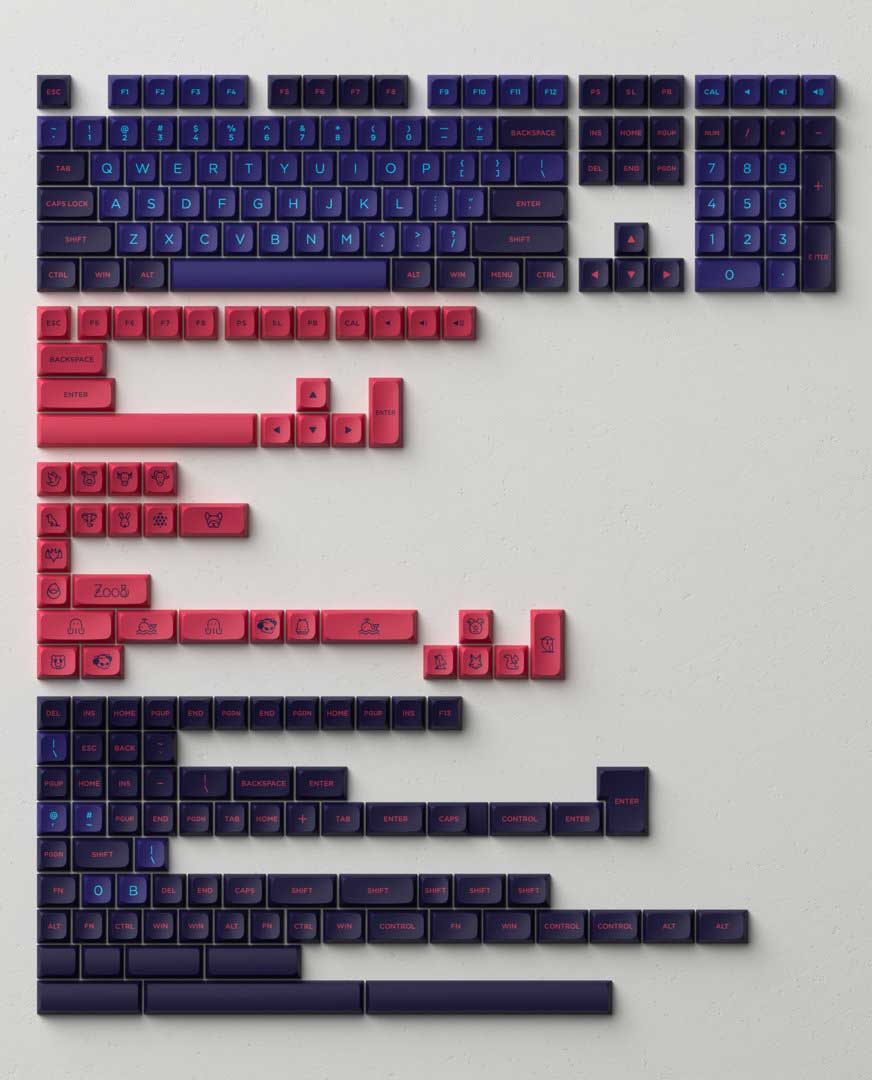 ESC F1 F2 F3 F4 F5 F6 F7 F8 F9 F10 F11 F12 PS SL PB CAL
~ ! @ # $ % ^ & * ( ) — + BACKSPACE INS HOME PGUP NUM / * −
` 1 2 3 4 5 6 7 8 9 0 - =
TAB Q W E R T Y U I O P { } | DEL END PGDN 7 8 9 +
[ ] \
CAPS LOCK A S D F G H J K L : " ENTER 4 5 6
; '
SHIFT Z X C V B N M < > ? SHIFT ▲ 1 2 3 ENTER
, . /
CTRL WIN ALT ALT WIN MENU CTRL ◄ ▼ ► 0 .
ESC F5 F6 F7 F8 PS SL PB CAL
BACKSPACE
ENTER ▲ ENTER
◄ ▼ ►
Zoo
DEL INS HOME PGUP END PGDN END PGDN HOME PGUP INS F13
| ESC BACK ~
\ `
PGUP HOME INS − | BACKSPACE ENTER ENTER
\
@ # PGUP END PGDN TAB HOME + TAB ENTER CAPS CONTROL ENTER
' ~
PGDN SHIFT |
\
FN 0 B DEL END CAPS SHIFT SHIFT SHIFT SHIFT SHIFT
ALT FN CTRL WIN WIN ALT FN CTRL WIN CONTROL FN WIN CONTROL CONTROL ALT ALT